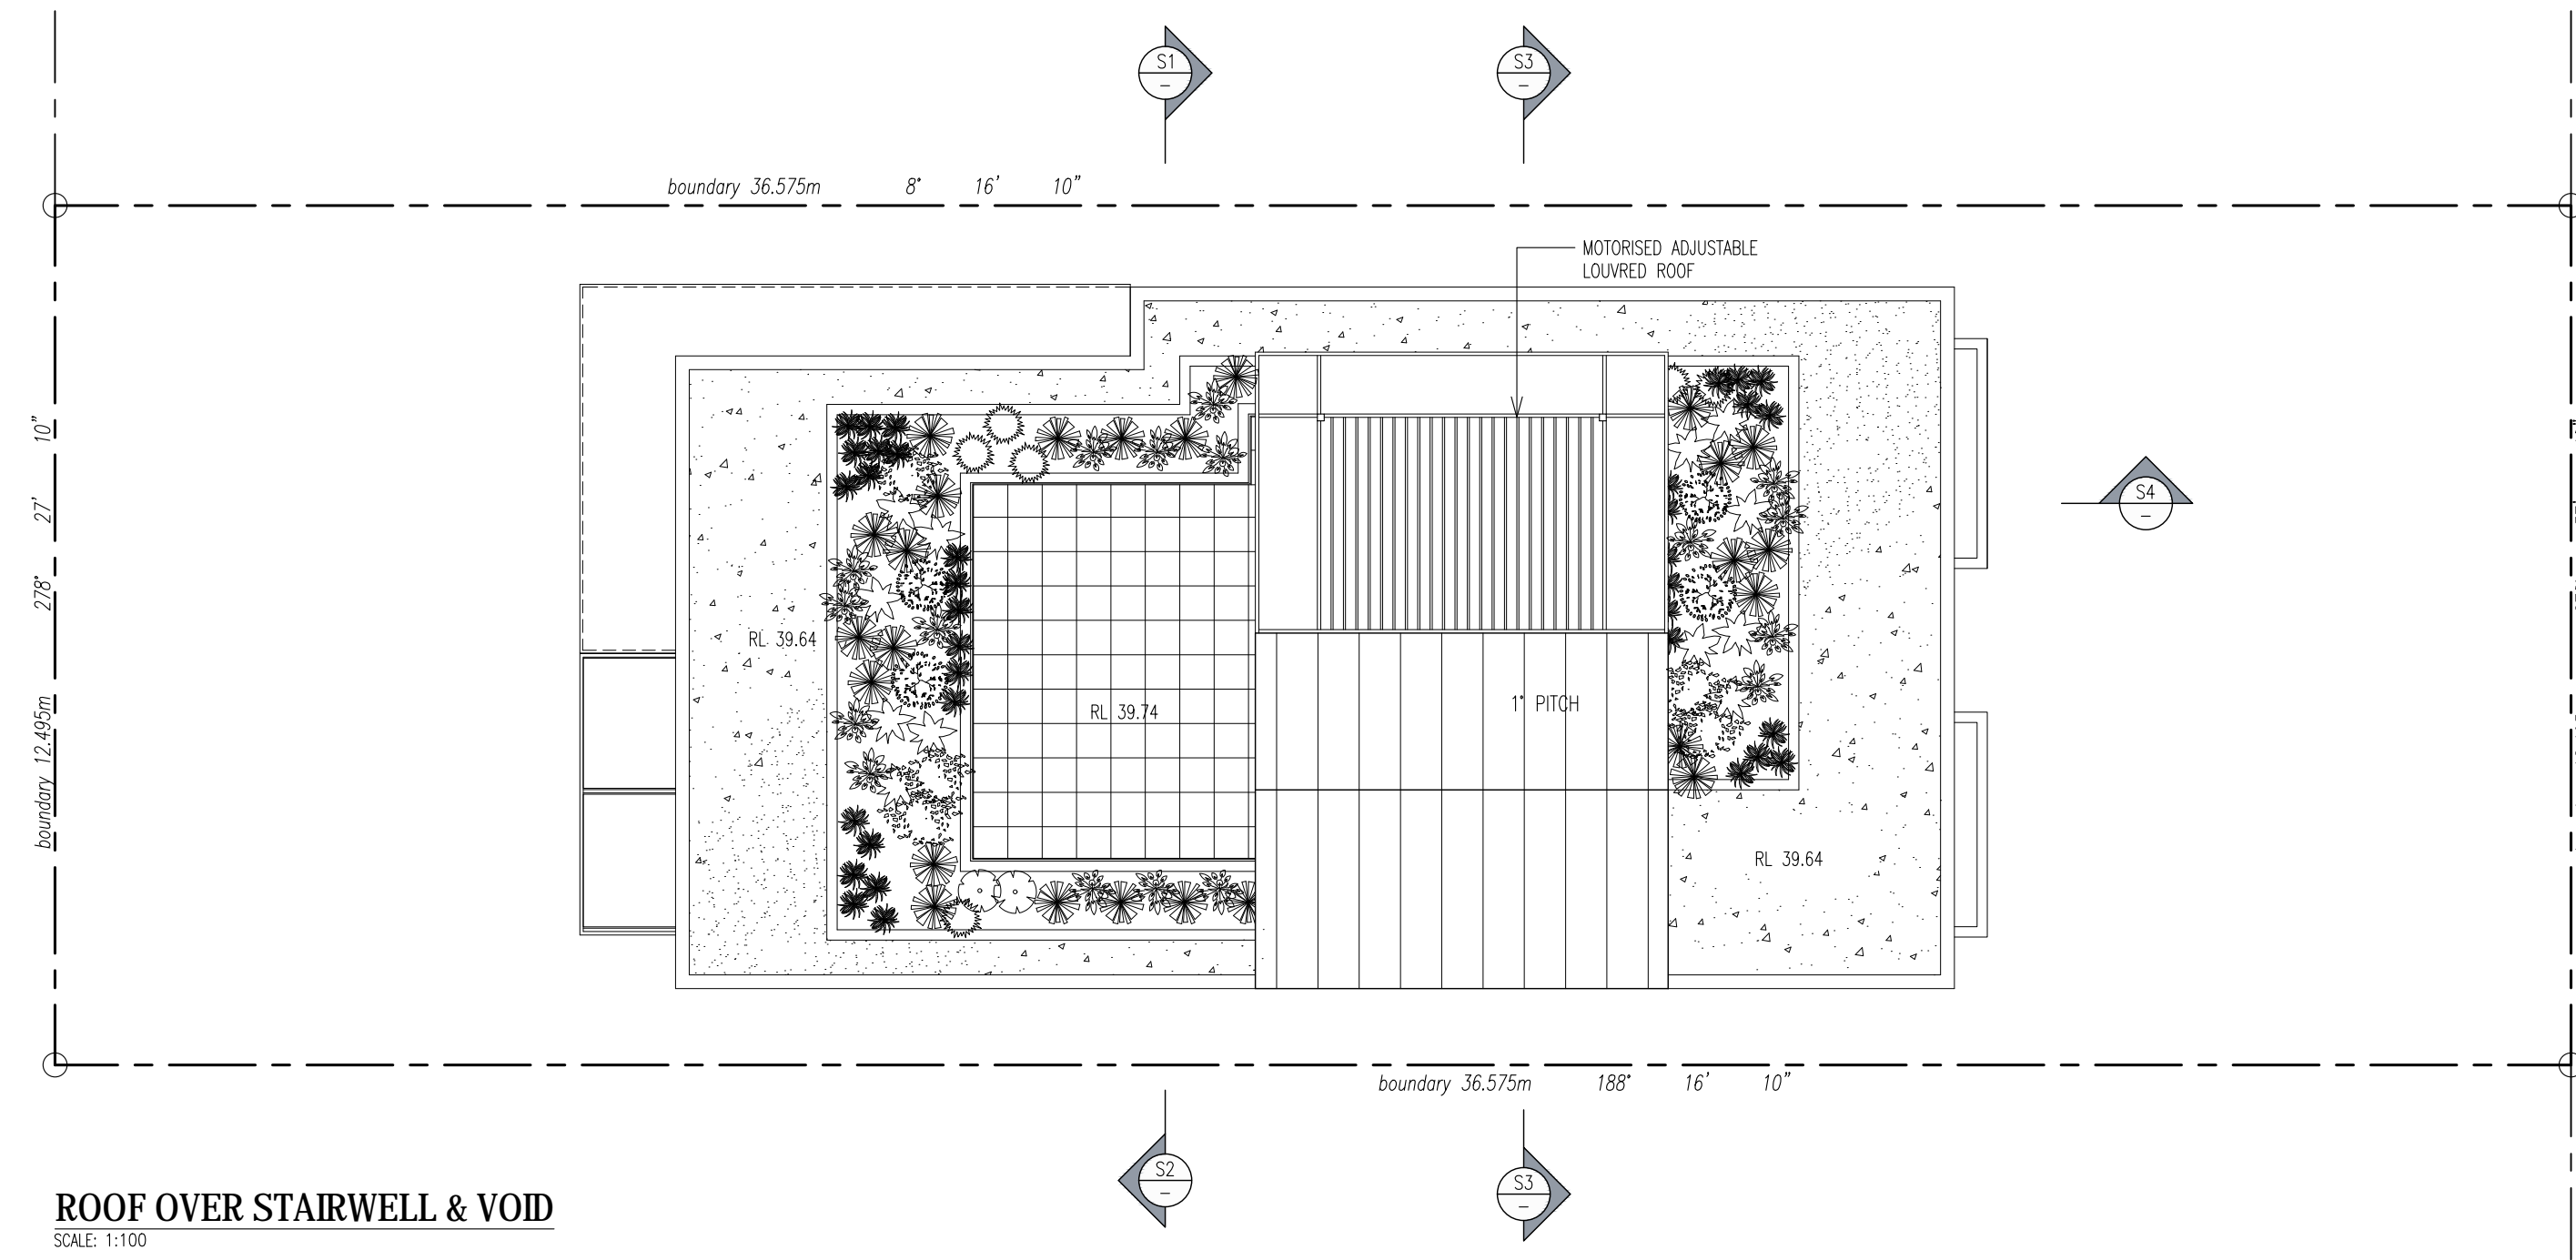 S1
–
S3
–
boundary 36.575m 8° 16' 10"
MOTORISED ADJUSTABLE
LOUVRED ROOF
boundary 12.495m 278° 27' 10"
S4
–
RL 39.64
RL 39.74
1° PITCH
RL 39.64
boundary 36.575m 188° 16' 10"
S2
–
S3
–
ROOF OVER STAIRWELL & VOID
SCALE: 1:100